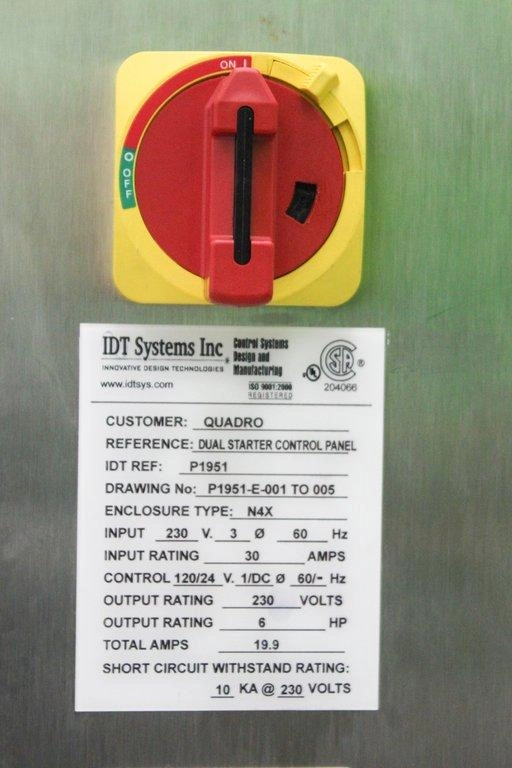 ON I
O OFF
IDT Systems Inc.
INNOVATIVE DESIGN TECHNOLOGIES
www.idtsys.com
Control Systems
Design and
Manufacturing
ISO 9001:2000
REGISTERED
UL
SA ®
204066
CUSTOMER: QUADRO
REFERENCE: DUAL STARTER CONTROL PANEL
IDT REF: P1951
DRAWING No: P1951-E-001 TO 005
ENCLOSURE TYPE: N4X
INPUT 230 V. 3 Ø 60 Hz
INPUT RATING 30 AMPS
CONTROL 120/24 V. 1/DC Ø 60/- Hz
OUTPUT RATING 230 VOLTS
OUTPUT RATING 6 HP
TOTAL AMPS 19.9
SHORT CIRCUIT WITHSTAND RATING:
10 KA @ 230 VOLTS